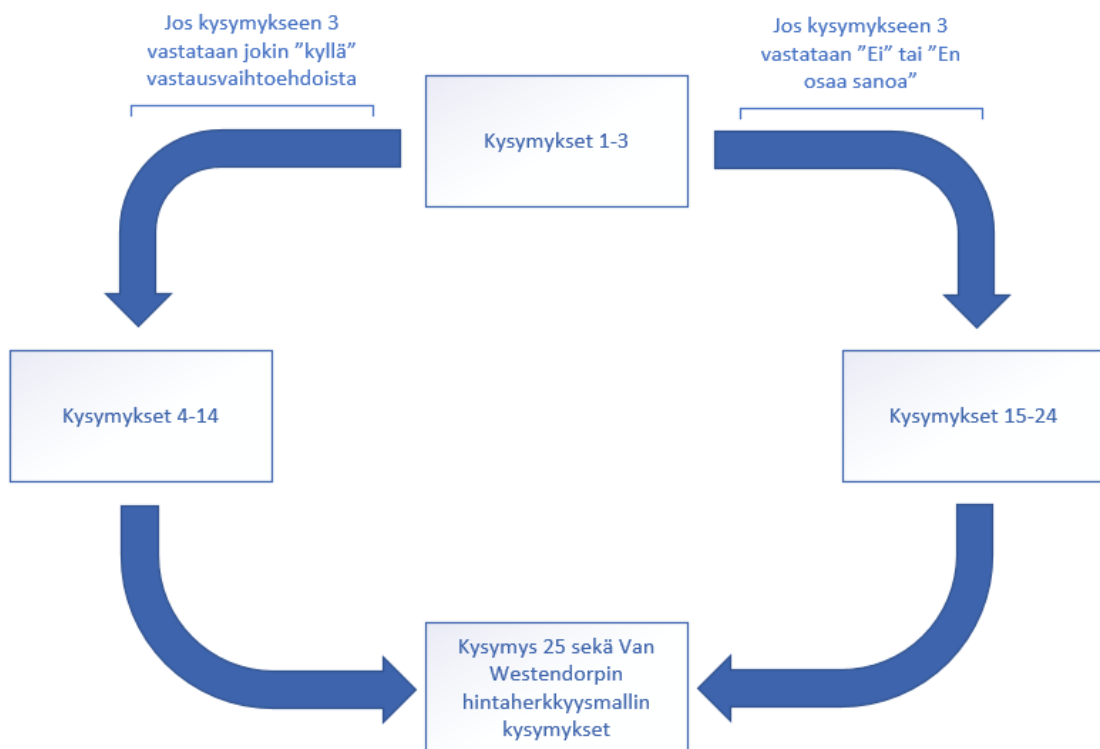 Jos kysymykseen 3
vastataan jokin ”kyllä”
vastausvaihtoehdoista
Jos kysymykseen 3
vastataan ”Ei” tai ”En
osaa sanoa”
Kysymykset 1-3
Kysymykset 4-14
Kysymykset 15-24
Kysymys 25 sekä Van
Westendorpin
hintaherkkyysmallin
kysymykset